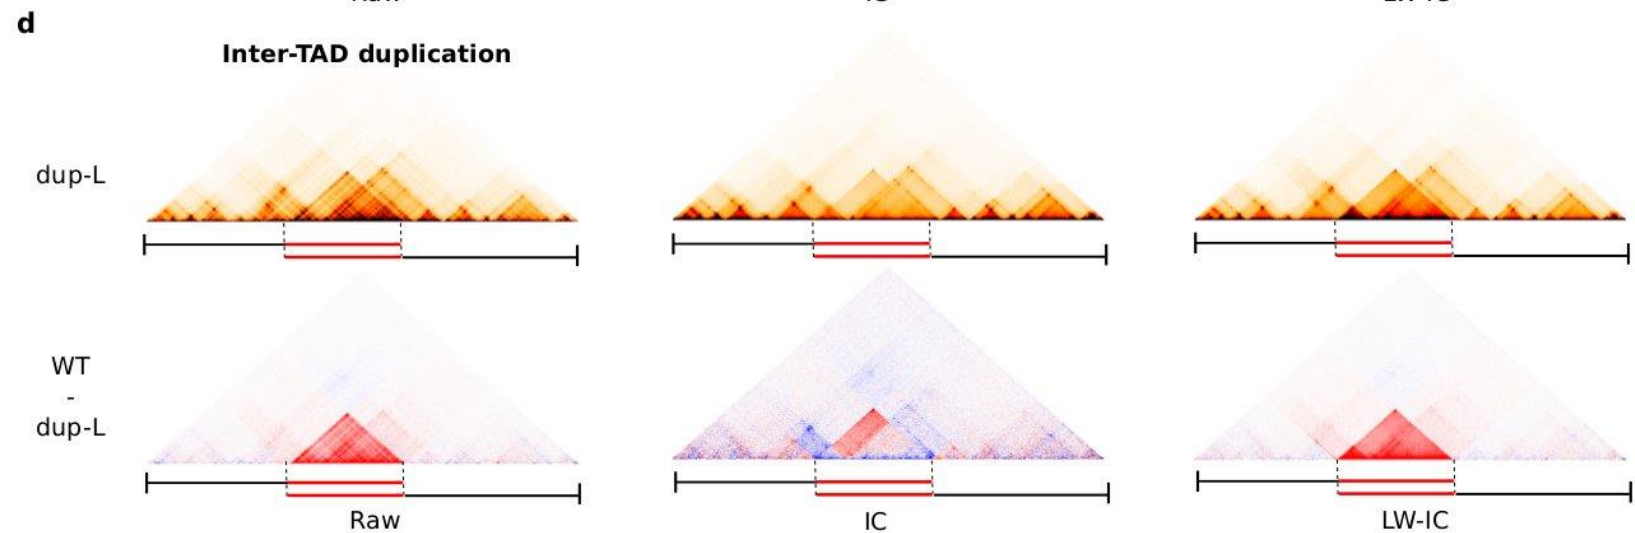 d
Inter-TAD duplication
dup-L
WT
-
dup-L
Raw
IC
LW-IC